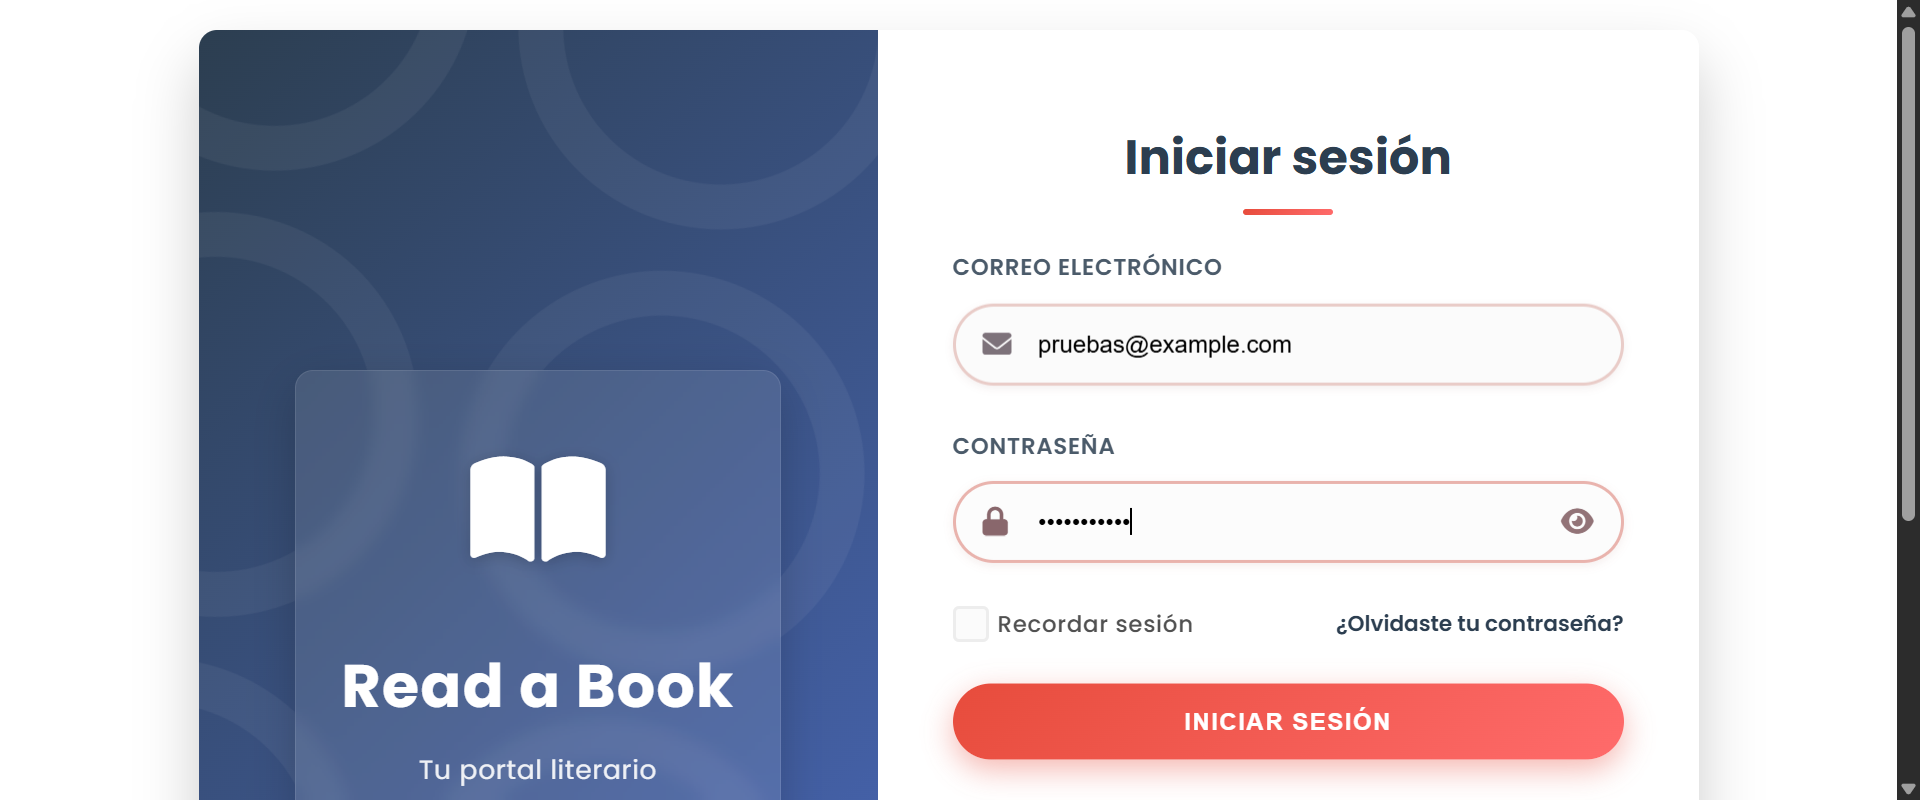 Read a Book
Tu portal literario
Iniciar sesión
CORREO ELECTRÓNICO
pruebas@example.com
CONTRASEÑA
•••••••••••
Recordar sesión
¿Olvidaste tu contraseña?
INICIAR SESIÓN